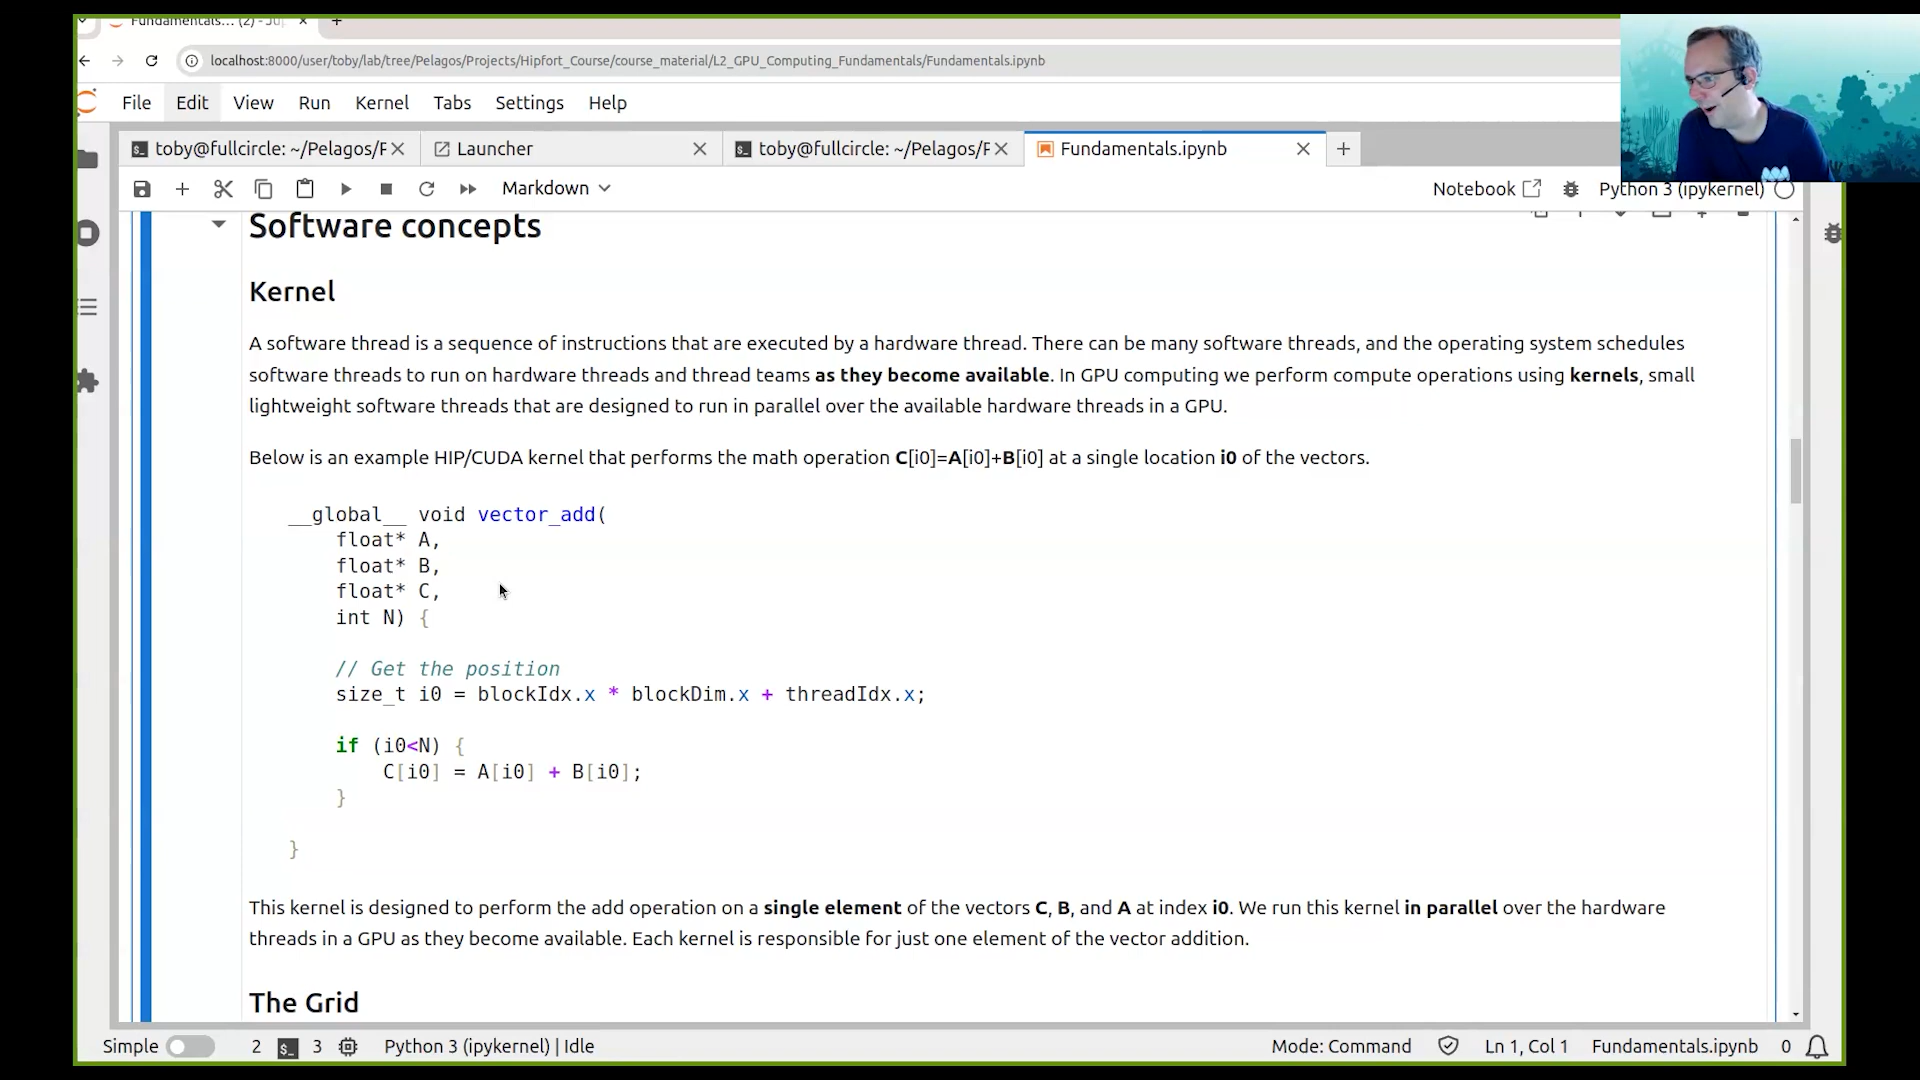 Fundamentals… (2) - Ju
localhost:8000/user/toby/lab/tree/Pelagos/Projects/Hipfort_Course/course_material/L2_GPU_Computing_Fundamentals/Fundamentals.ipynb
File Edit View Run Kernel Tabs Settings Help
toby@fullcircle: ~/Pelagos/P Launcher toby@fullcircle: ~/Pelagos/P Fundamentals.ipynb
Markdown Notebook Python 3 (ipykernel)
Software concepts
Kernel
A software thread is a sequence of instructions that are executed by a hardware thread. There can be many software threads, and the operating system schedules
software threads to run on hardware threads and thread teams as they become available. In GPU computing we perform compute operations using kernels, small
lightweight software threads that are designed to run in parallel over the available hardware threads in a GPU.
Below is an example HIP/CUDA kernel that performs the math operation C[i0]=A[i0]+B[i0] at a single location i0 of the vectors.
__global__ void vector_add(
float* A,
float* B,
float* C,
int N) {
// Get the position
size_t i0 = blockIdx.x * blockDim.x + threadIdx.x;
if (i0<N) {
C[i0] = A[i0] + B[i0];
}
}
This kernel is designed to perform the add operation on a single element of the vectors C, B, and A at index i0. We run this kernel in parallel over the hardware
threads in a GPU as they become available. Each kernel is responsible for just one element of the vector addition.
The Grid
Simple 2 3 Python 3 (ipykernel) | Idle Mode: Command Ln 1, Col 1 Fundamentals.ipynb 0